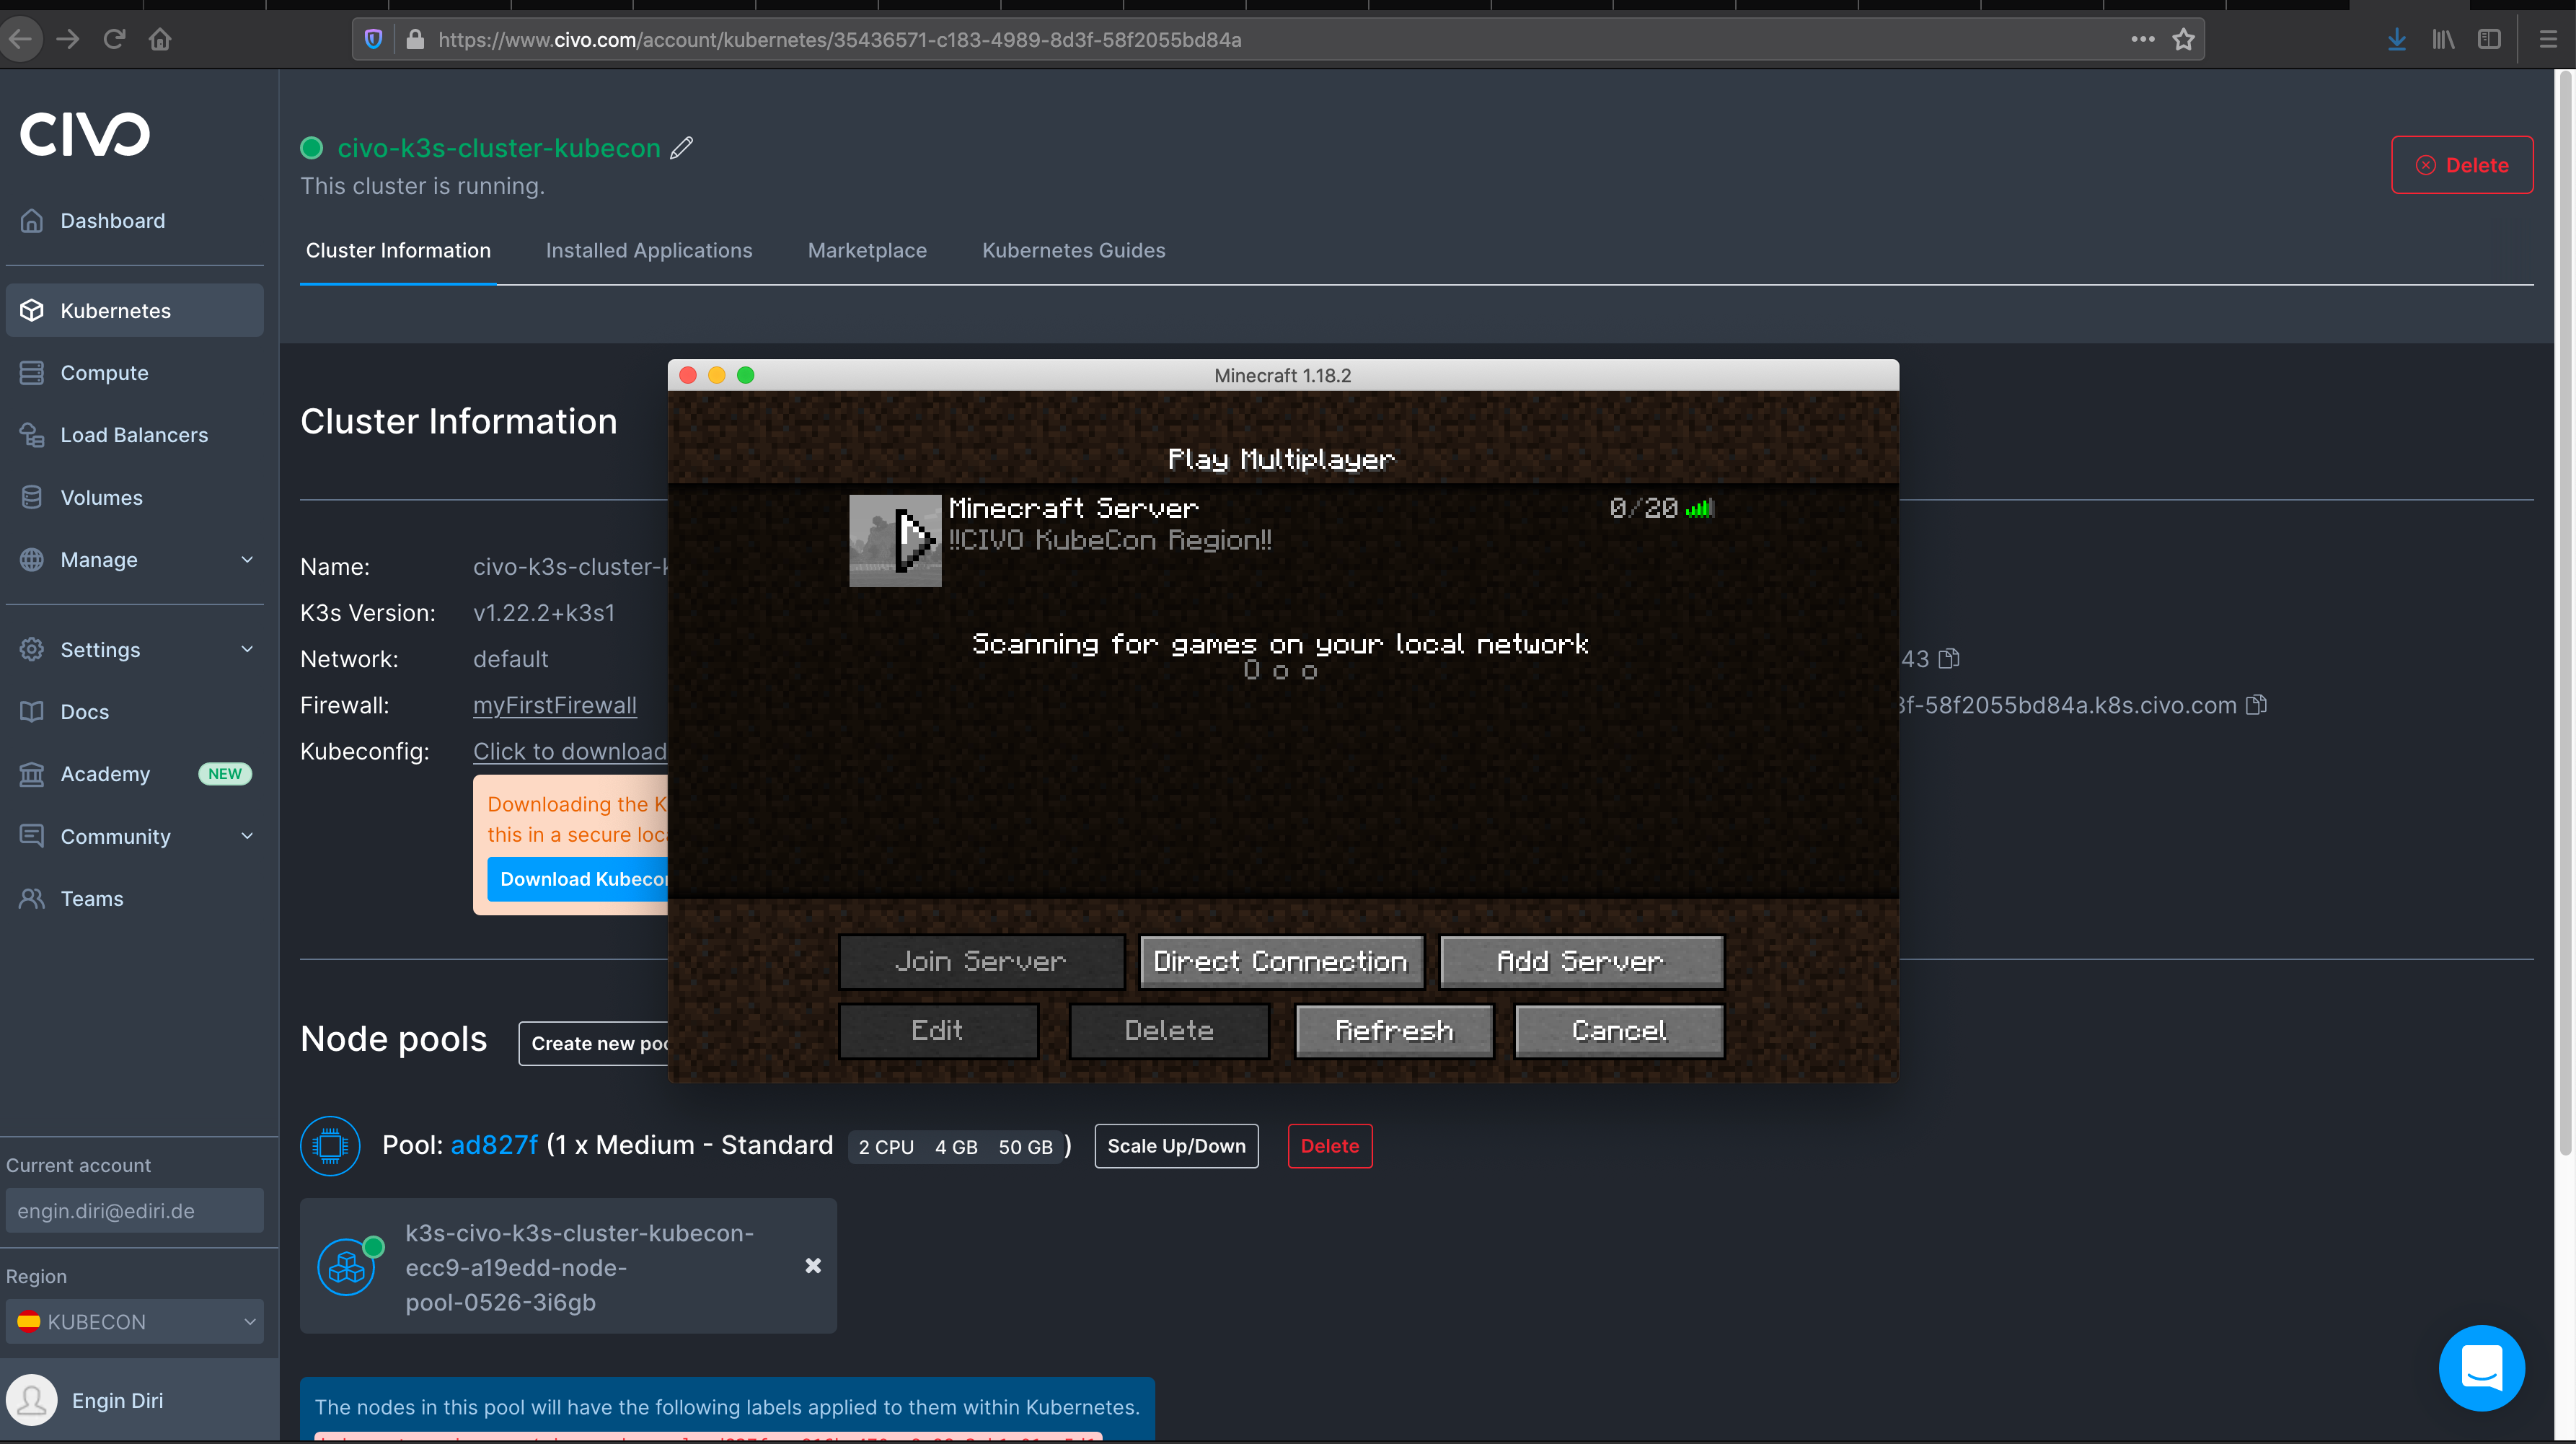 https://www.civo.com/account/kubernetes/35436571-c183-4989-8d3f-58f2055bd84a
CIVO
Dashboard
Kubernetes
Compute
Load Balancers
Volumes
Manage
Settings
Docs
Academy NEW
Community
Teams
Current account
engin.diri@ediri.de
Region
KUBECON
Engin Diri
civo-k3s-cluster-kubecon
This cluster is running.
Delete
Cluster Information Installed Applications Marketplace Kubernetes Guides
Cluster Information
Name: civo-k3s-cluster-k
K3s Version: v1.22.2+k3s1
Network: default
43
Firewall: myFirstFirewall
3f-58f2055bd84a.k8s.civo.com
Kubeconfig: Click to download
Downloading the K
this in a secure loc
Download Kubecon
Minecraft 1.18.2
Play Multiplayer
Minecraft Server 0/20
!!CIVO KubeCon Region!!
Scanning for games on your local network
O o o
Join Server Direct Connection Add Server
Edit Delete Refresh Cancel
Node pools Create new poo
Pool: ad827f (1 x Medium - Standard 2 CPU 4 GB 50 GB) Scale Up/Down Delete
k3s-civo-k3s-cluster-kubecon-
ecc9-a19edd-node-
pool-0526-3i6gb
The nodes in this pool will have the following labels applied to them within Kubernetes.